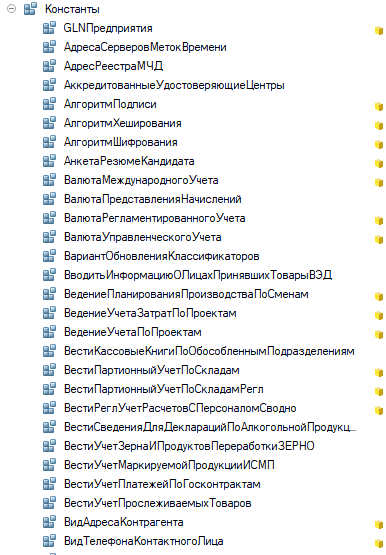 Константы
GLNПредприятия
АдресаСерверовМетокВремени
АдресРеестраМЧД
АккредитованныеУдостоверяющиеЦентры
АлгоритмПодписи
АлгоритмХеширования
АлгоритмШифрования
АнкетаРезюмеКандидата
ВалютаМеждународногоУчета
ВалютаПредставленияНачислений
ВалютаРегламентированногоУчета
ВалютаУправленческогоУчета
ВариантОбновленияКлассификаторов
ВводитьИнформациюОЛицахПринявшихТоварыВЭД
ВедениеПланированияПроизводстваПоСменам
ВедениеУчетаЗатратПоПроектам
ВедениеУчетаПоПроектам
ВестиКассовыеКнигиПоОбособленнымПодразделениям
ВестиПартионныйУчетПоСкладам
ВестиПартионныйУчетПоСкладамРегл
ВестиРеглУчетРасчетовСПерсоналомСводно
ВестиСведенияДляДекларацийПоАлкогольнойПродукц...
ВестиУчетЗернаИПродуктовПереработкиЗЕРНО
ВестиУчетМаркируемойПродукцииИСМП
ВестиУчетПлатежейПоГосконтрактам
ВестиУчетПрослеживаемыхТоваров
ВидАдресаКонтрагента
ВидТелефонаКонтактногоЛица